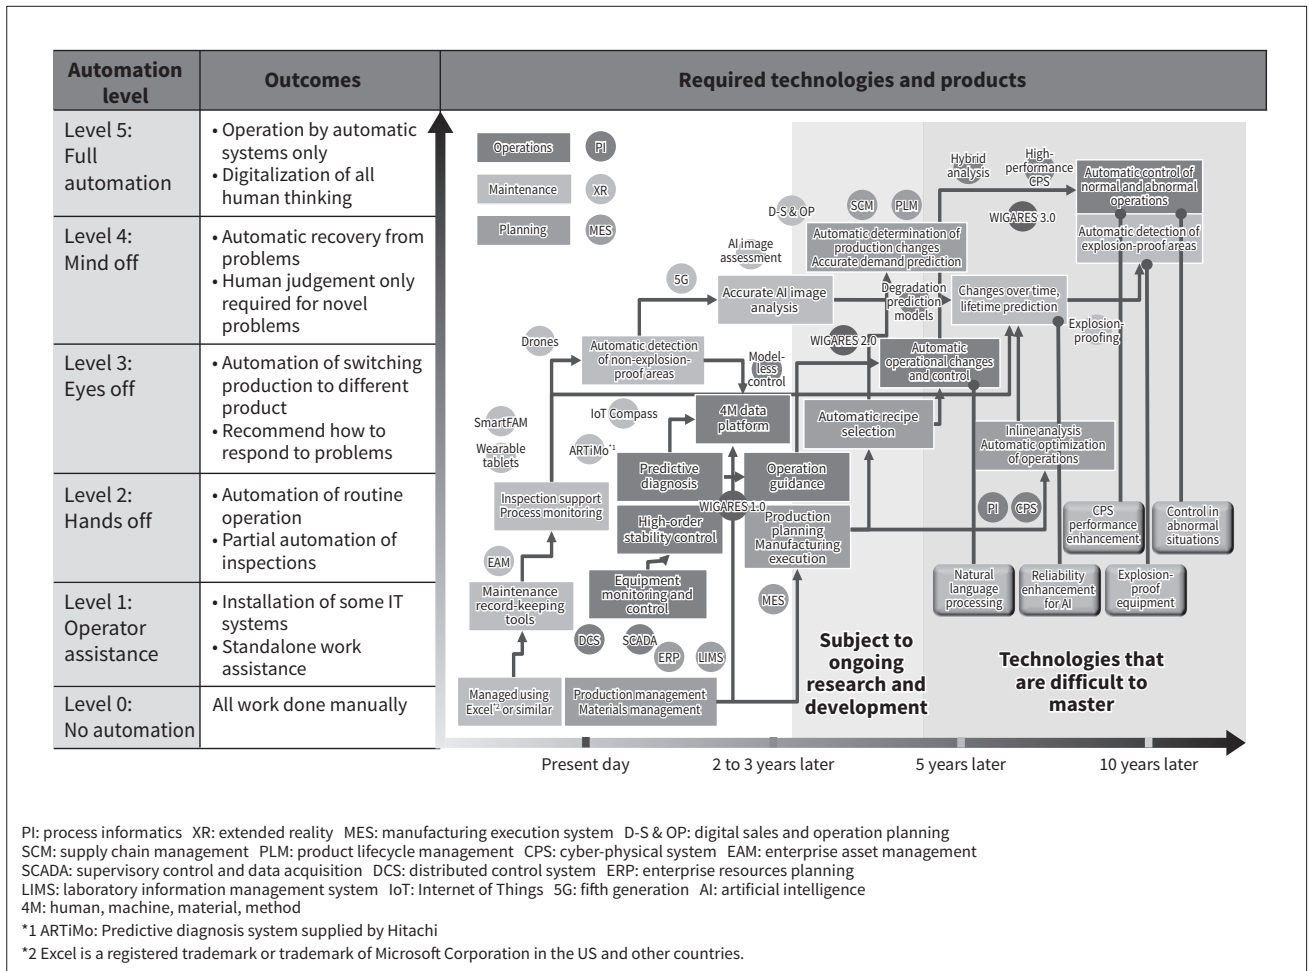 Automation
level
Outcomes
Required technologies and products
Level 5:
Full
automation
• Operation by automatic
systems only
• Digitalization of all
human thinking
Level 4:
Mind off
• Automatic recovery from
problems
• Human judgement only
required for novel
problems
Level 3:
Eyes off
• Automation of switching
production to different
product
• Recommend how to
respond to problems
Level 2:
Hands off
• Automation of routine
operation
• Partial automation of
inspections
Level 1:
Operator
assistance
• Installation of some IT
systems
• Standalone work
assistance
Level 0:
No automation
All work done manually
Operations
PI
Maintenance
XR
Planning
MES
D-S & OP
SCM
PLM
Hybrid
analysis
High-
performance
CPS
WIGARES 3.0
Automatic control of
normal and abnormal
operations
Automatic detection of
explosion-proof areas
Automatic determination of
production changes
Accurate demand prediction
AI image
assessment
5G
Accurate AI image
analysis
Degradation
prediction
models
Changes over time,
lifetime prediction
Explosion-
proofing
Drones
Automatic detection
of non-explosion-
proof areas
Model-
less
control
WIGARES 2.0
Automatic
operational changes
and control
SmartFAM
IoT Compass
4M data
platform
Automatic recipe
selection
Inline analysis
Automatic optimization
of operations
Wearable
tablets
ARTiMo*1
Predictive
diagnosis
Operation
guidance
Inspection support
Process monitoring
WIGARES 1.0
High-order
stability control
Production
planning
Manufacturing
execution
PI
CPS
CPS
performance
enhancement
Control in
abnormal
situations
EAM
Maintenance
record-keeping
tools
Equipment
monitoring and
control
MES
Natural
language
processing
Reliability
enhancement
for AI
Explosion-
proof
equipment
DCS
SCADA
ERP
LIMS
Managed using
Excel*2 or similar
Production management
Materials management
Subject to
ongoing
research and
development
Technologies that
are difficult to
master
Present day
2 to 3 years later
5 years later
10 years later
PI: process informatics XR: extended reality MES: manufacturing execution system D-S & OP: digital sales and operation planning
SCM: supply chain management PLM: product lifecycle management CPS: cyber-physical system EAM: enterprise asset management
SCADA: supervisory control and data acquisition DCS: distributed control system ERP: enterprise resources planning
LIMS: laboratory information management system IoT: Internet of Things 5G: fifth generation AI: artificial intelligence
4M: human, machine, material, method
*1 ARTiMo: Predictive diagnosis system supplied by Hitachi
*2 Excel is a registered trademark or trademark of Microsoft Corporation in the US and other countries.